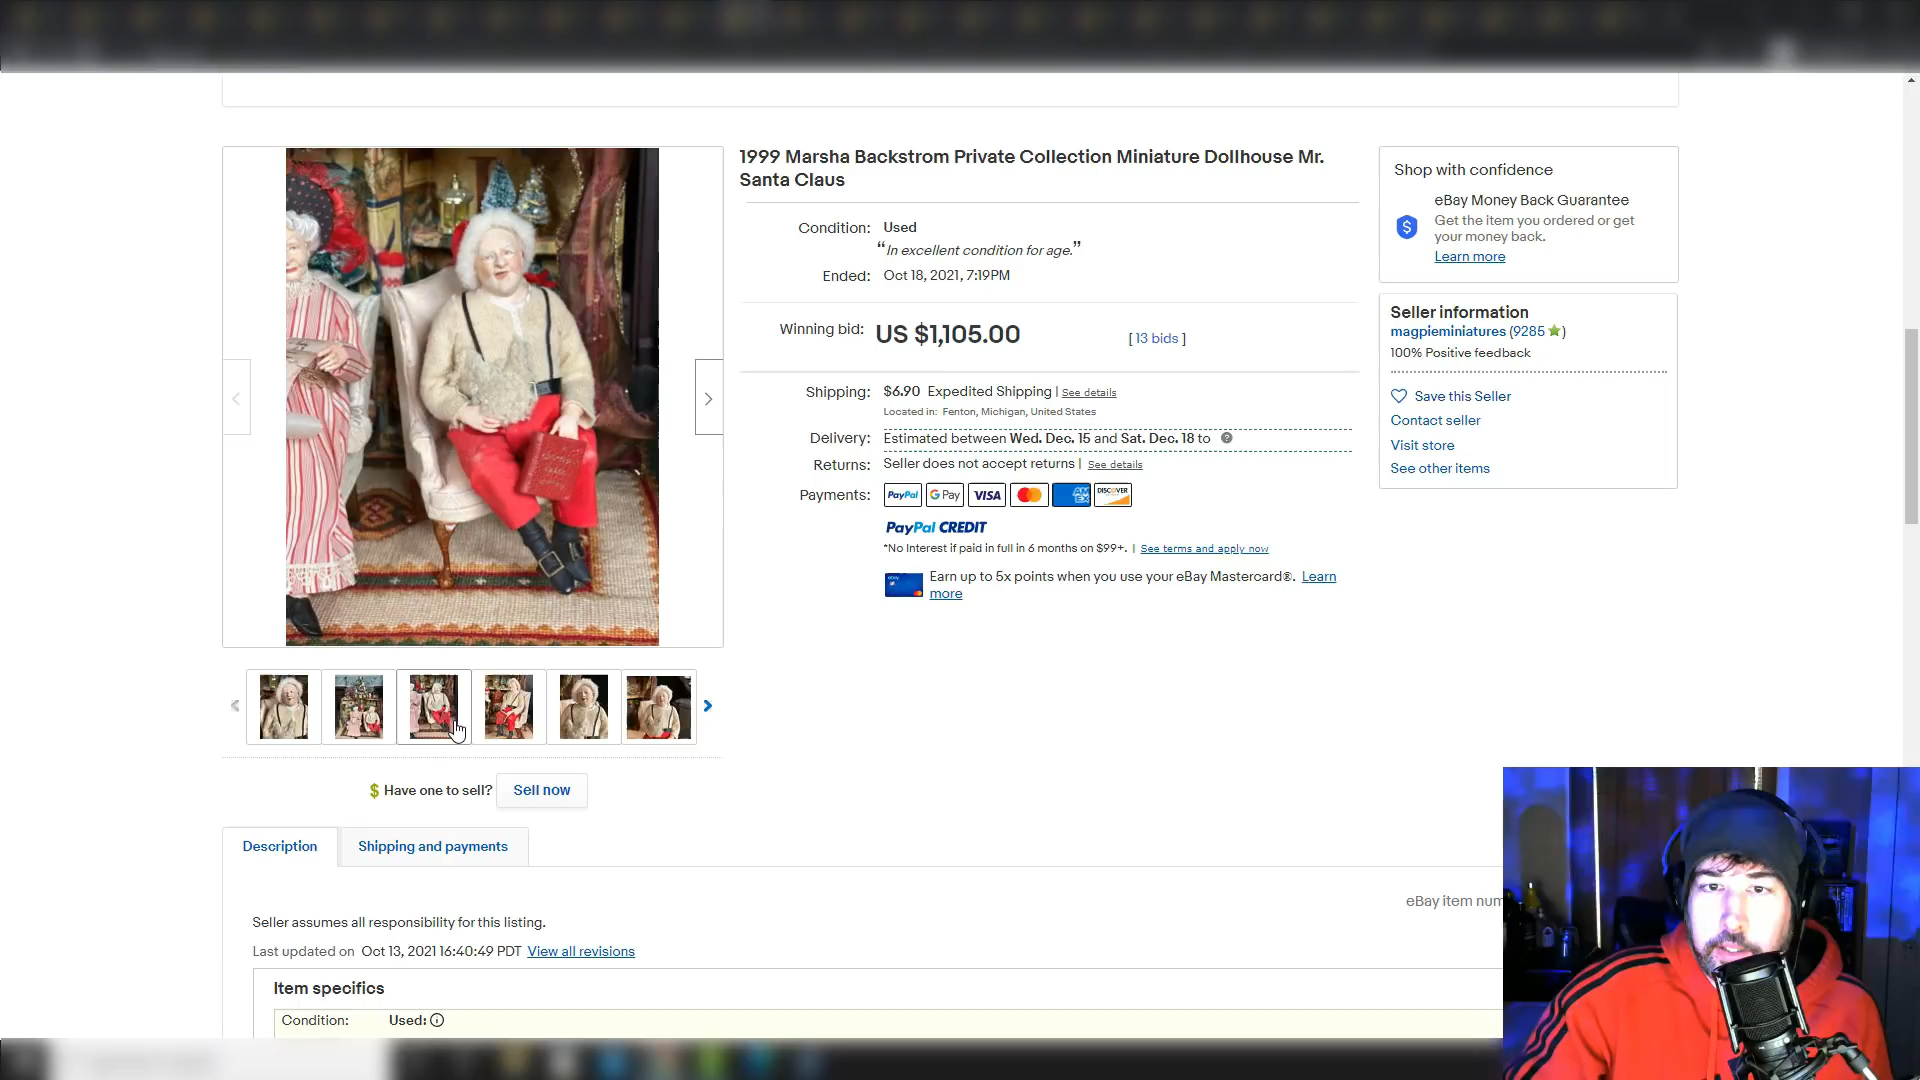 1999 Marsha Backstrom Private Collection Miniature Dollhouse Mr.
Santa Claus
Condition: Used
“In excellent condition for age.”
Ended: Oct 18, 2021, 7:19PM
Winning bid: US $1,105.00 [ 13 bids ]
Shipping: $6.90 Expedited Shipping | See details
Located in: Fenton, Michigan, United States
Delivery: Estimated between Wed. Dec. 15 and Sat. Dec. 18 to
Returns: Seller does not accept returns | See details
Payments: PayPal G Pay VISA AM EX DISCOVER
PayPal CREDIT
*No Interest if paid in full in 6 months on $99+. | See terms and apply now
Earn up to 5x points when you use your eBay Mastercard®. Learn
more
Shop with confidence
eBay Money Back Guarantee
Get the item you ordered or get
your money back.
Learn more
Seller information
magpieminiatures (9285)
100% Positive feedback
Save this Seller
Contact seller
Visit store
See other items
$ Have one to sell? Sell now
Description
Shipping and payments
eBay item num
Seller assumes all responsibility for this listing.
Last updated on Oct 13, 2021 16:40:49 PDT View all revisions
Item specifics
Condition: Used: